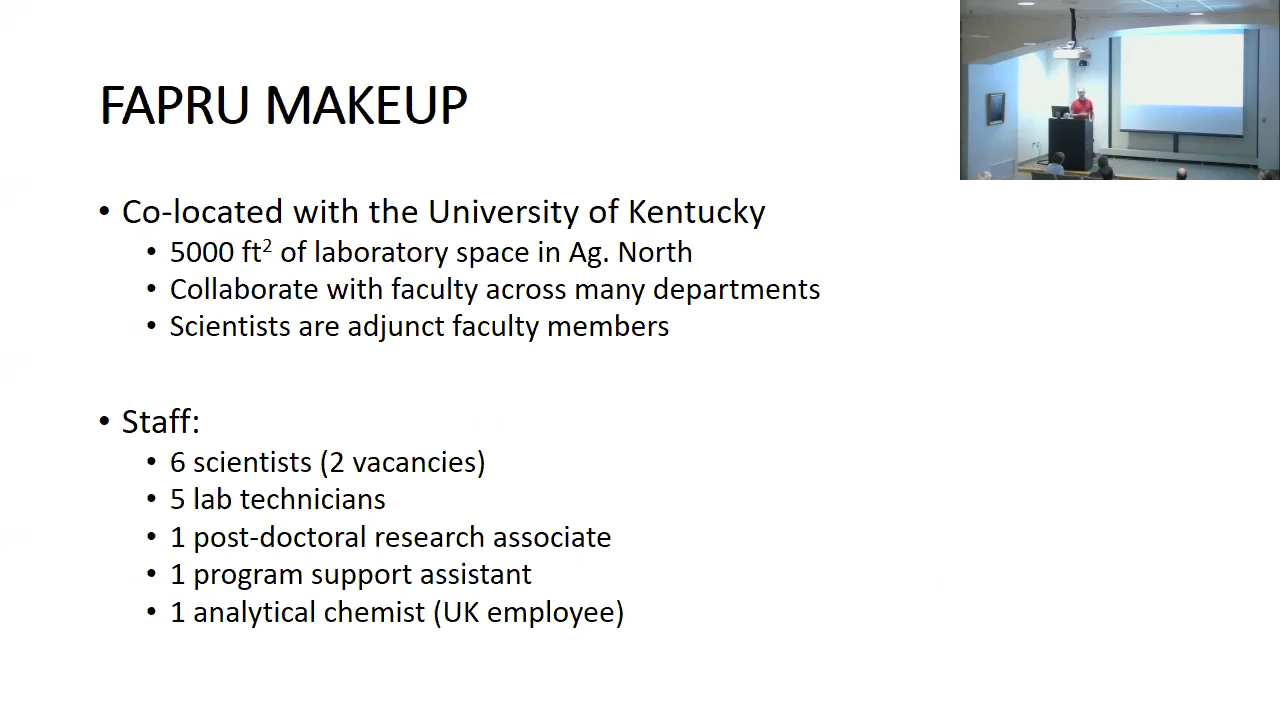 FAPRU MAKEUP
• Co-located with the University of Kentucky
• 5000 ft² of laboratory space in Ag. North
• Collaborate with faculty across many departments
• Scientists are adjunct faculty members
• Staff:
• 6 scientists (2 vacancies)
• 5 lab technicians
• 1 post-doctoral research associate
• 1 program support assistant
• 1 analytical chemist (UK employee)